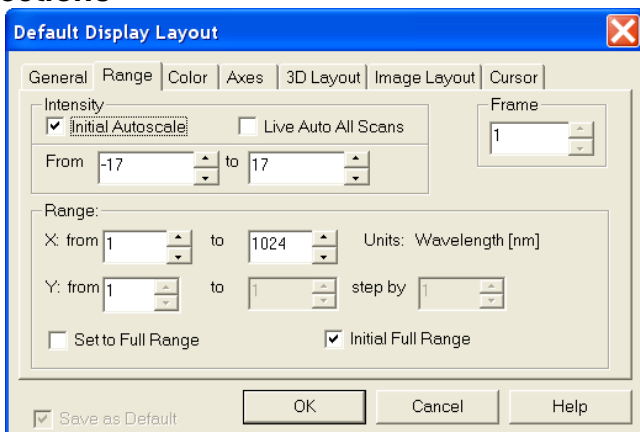 Default Display Layout
General Range Color Axes 3D Layout Image Layout Cursor
Intensity Frame
Initial Autoscale Live Auto All Scans 1
From -17 to 17
Range:
X: from 1 to 1024 Units: Wavelength [nm]
Y: from 1 to 1 step by 1
Set to Full Range Initial Full Range
Save as Default OK Cancel Help